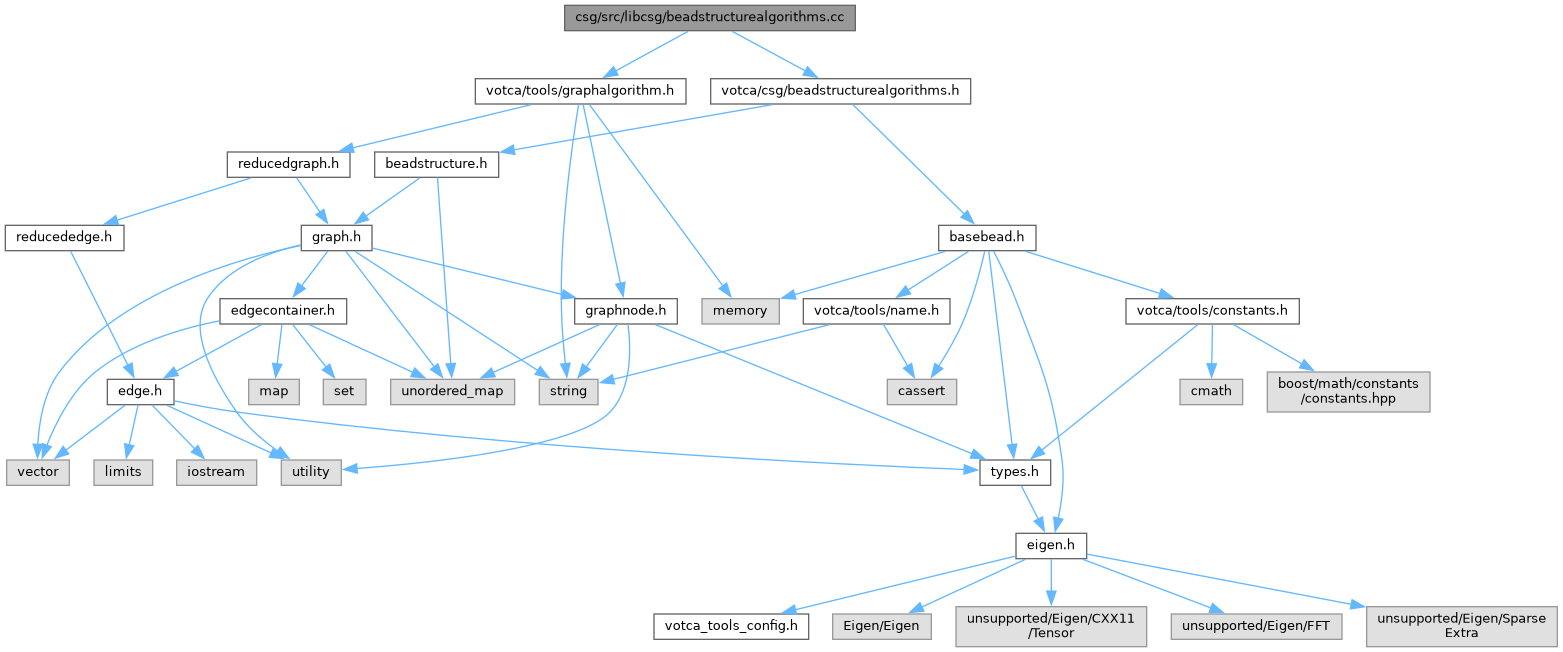 csg/src/libcsg/beadstructurealgorithms.cc
votca/tools/graphalgorithm.h
votca/csg/beadstructurealgorithms.h
reducedgraph.h
beadstructure.h
reducededge.h
graph.h
basebead.h
edgecontainer.h
graphnode.h
memory
votca/tools/name.h
votca/tools/constants.h
edge.h
map
set
unordered_map
string
cassert
cmath
boost/math/constants
/constants.hpp
vector
limits
iostream
utility
types.h
eigen.h
votca_tools_config.h
Eigen/Eigen
unsupported/Eigen/CXX11
/Tensor
unsupported/Eigen/FFT
unsupported/Eigen/Sparse
Extra